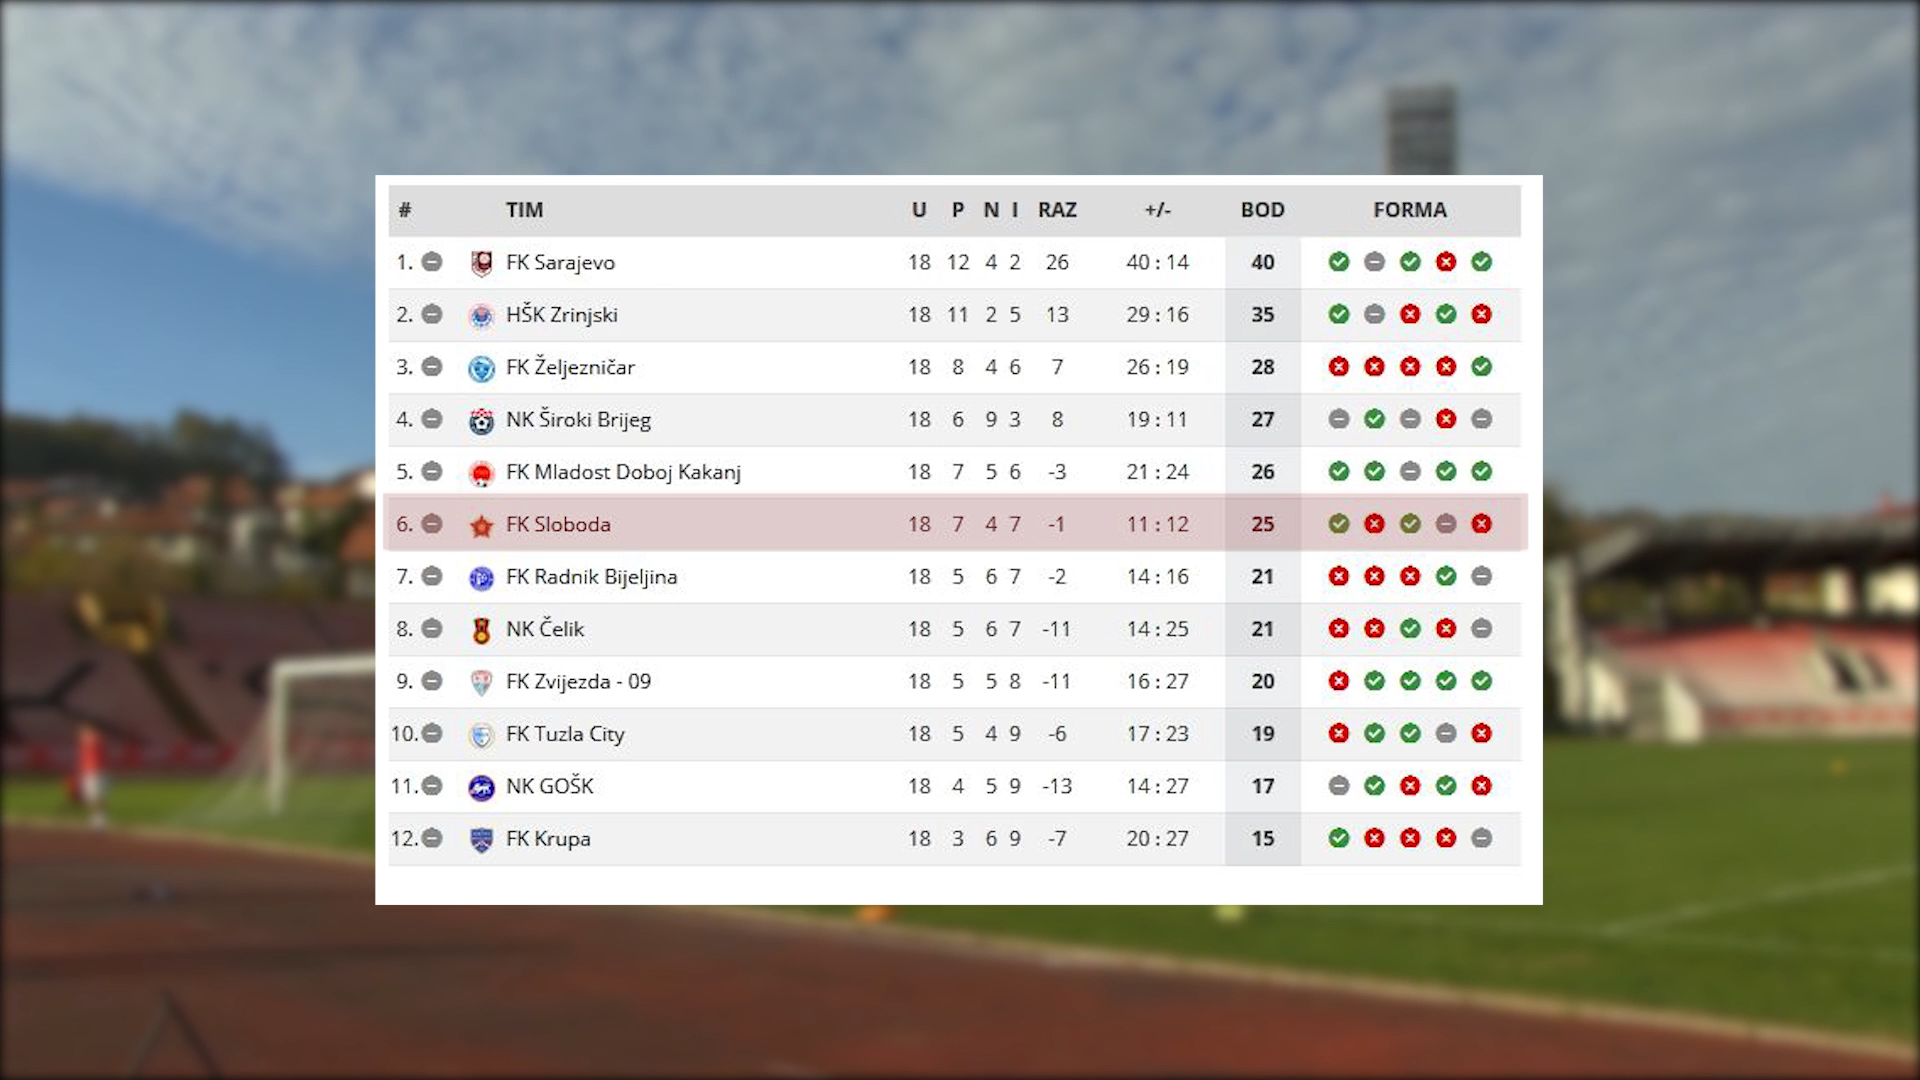 # TIM U P N I RAZ +/- BOD FORMA
1. FK Sarajevo 18 12 4 2 26 40 : 14 40
2. HŠK Zrinjski 18 11 2 5 13 29 : 16 35
3. FK Željezničar 18 8 4 6 7 26 : 19 28
4. NK Široki Brijeg 18 6 9 3 8 19 : 11 27
5. FK Mladost Doboj Kakanj 18 7 5 6 -3 21 : 24 26
6. FK Sloboda 18 7 4 7 -1 11 : 12 25
7. FK Radnik Bijeljina 18 5 6 7 -2 14 : 16 21
8. NK Čelik 18 5 6 7 -11 14 : 25 21
9. FK Zvijezda - 09 18 5 5 8 -11 16 : 27 20
10. FK Tuzla City 18 5 4 9 -6 17 : 23 19
11. NK GOŠK 18 4 5 9 -13 14 : 27 17
12. FK Krupa 18 3 6 9 -7 20 : 27 15